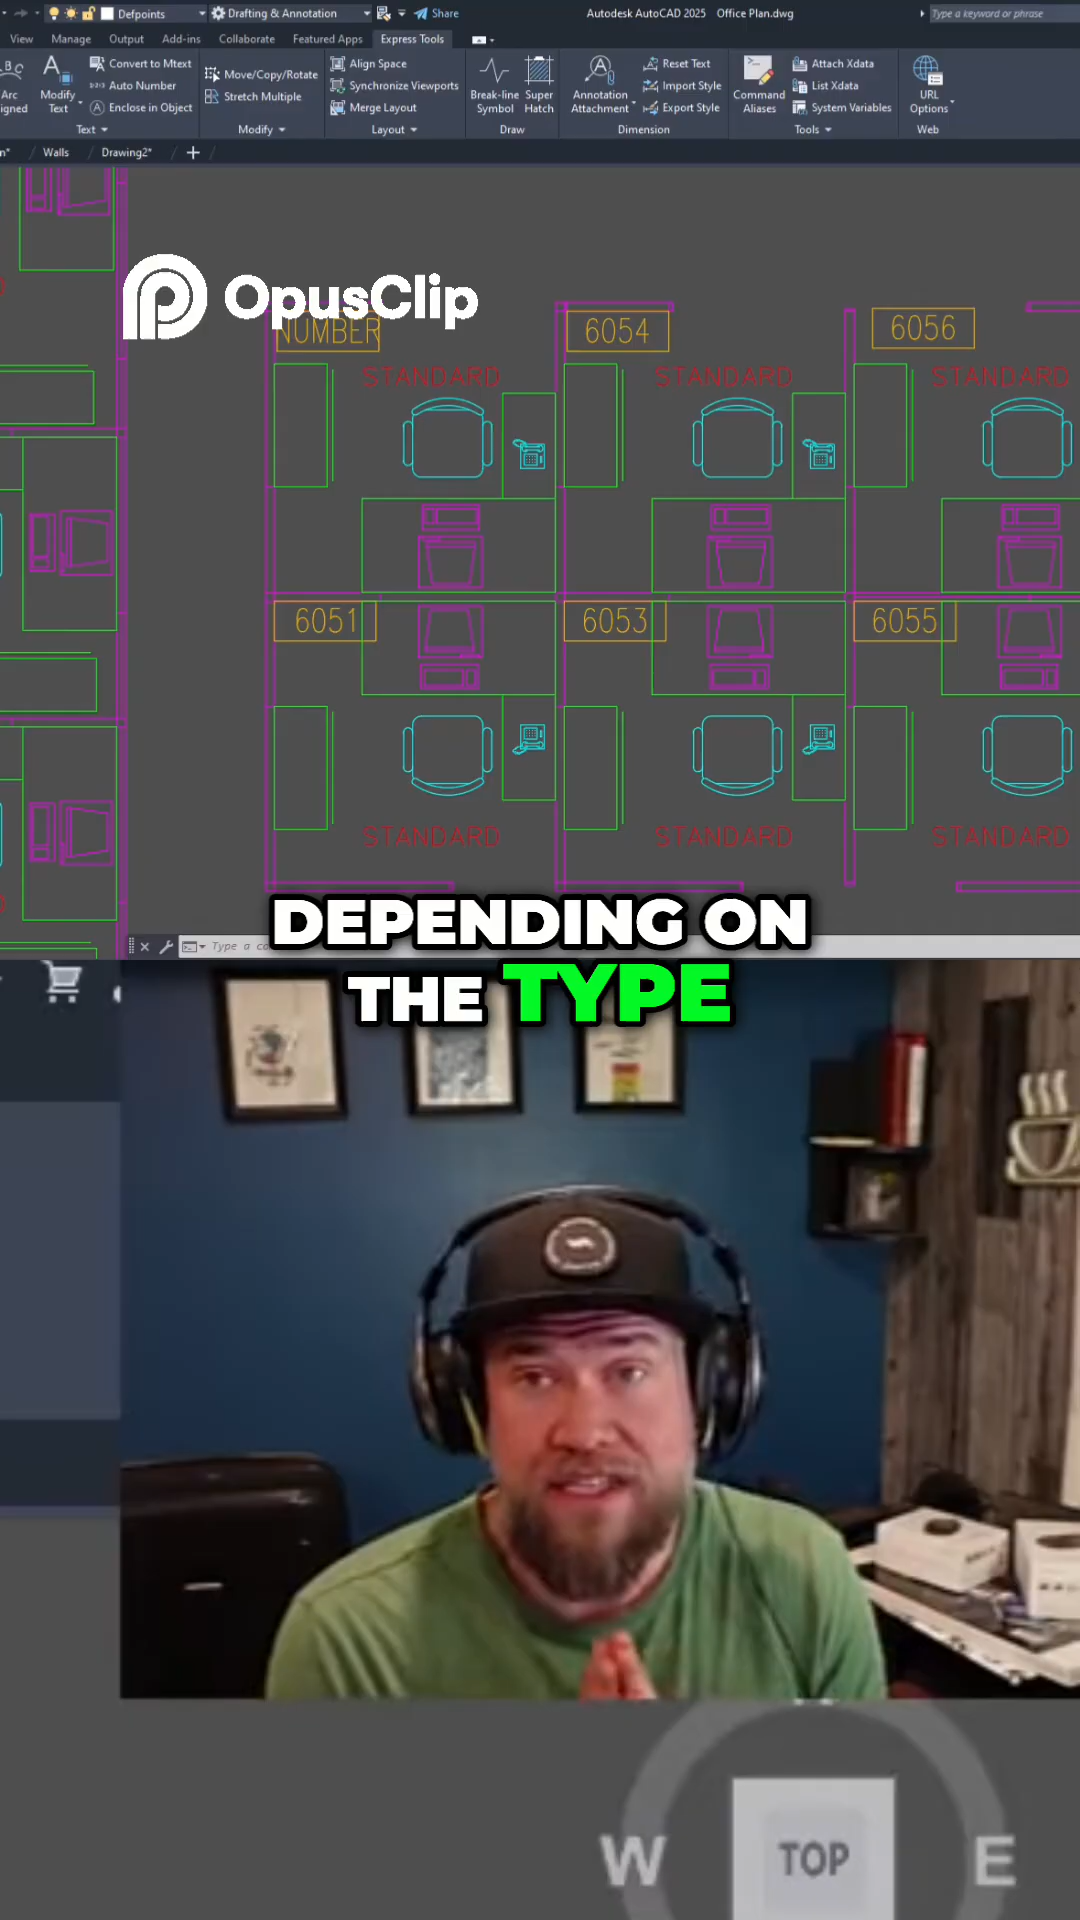 Defpoints
Drafting & Annotation
Share
Autodesk AutoCAD 2025 Office Plan.dwg
Type a keyword or phrase
View
Manage
Output
Add-ins
Collaborate
Featured Apps
Express Tools
Arc
igned
Modify
Text
Convert to Mtext
Auto Number
Enclose in Object
Text
Move/Copy/Rotate
Stretch Multiple
Modify
Align Space
Synchronize Viewports
Merge Layout
Layout
Break-line
Symbol
Super
Hatch
Draw
Annotation
Attachment
Reset Text
Import Style
Export Style
Dimension
Command
Aliases
Attach Xdata
List Xdata
System Variables
Tools
URL
Options
Web
n*
Walls
Drawing2*
+
OpusClip
NUMBER
6054
6056
STANDARD
STANDARD
STANDARD
6051
6053
6055
STANDARD
STANDARD
STANDARD
Type a co
DEPENDING ON
THE TYPE
W
TOP
E